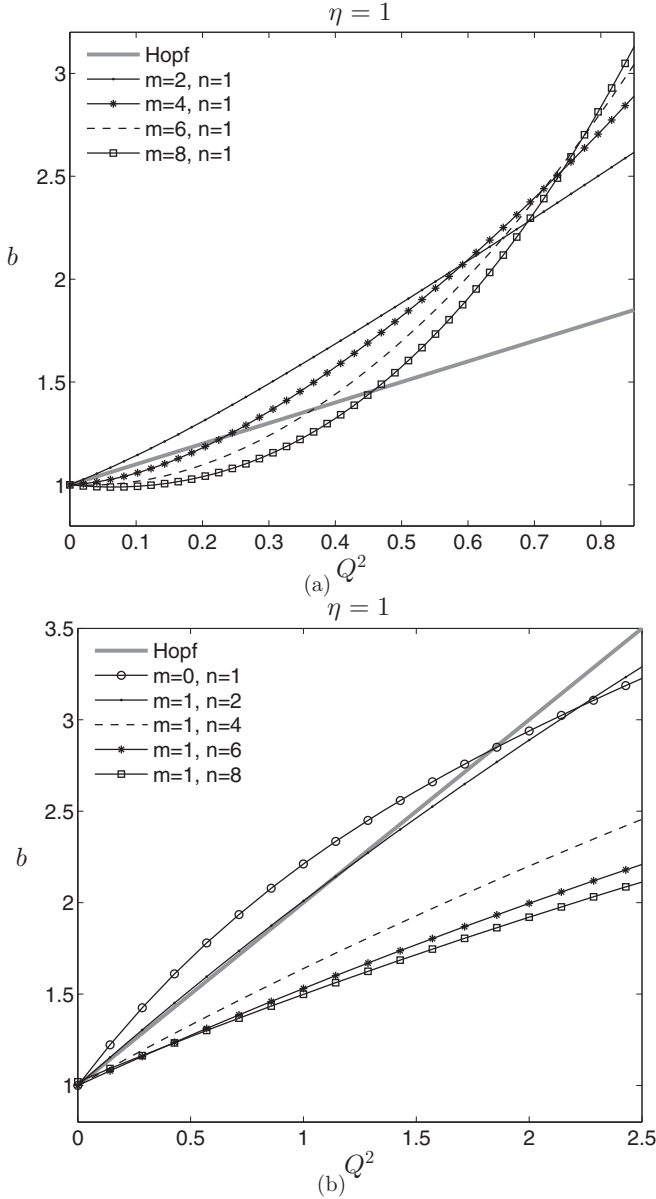 η = 1
3
2.5
2
1.5
1
b
Hopf
m=2, n=1
m=4, n=1
m=6, n=1
m=8, n=1
0 0.1 0.2 0.3 0.4 0.5 0.6 0.7 0.8
Q²
(a)
η = 1
3.5
3
2.5
2
1.5
1
b
Hopf
m=0, n=1
m=1, n=2
m=1, n=4
m=1, n=6
m=1, n=8
0 0.5 1 1.5 2 2.5
Q²
(b)